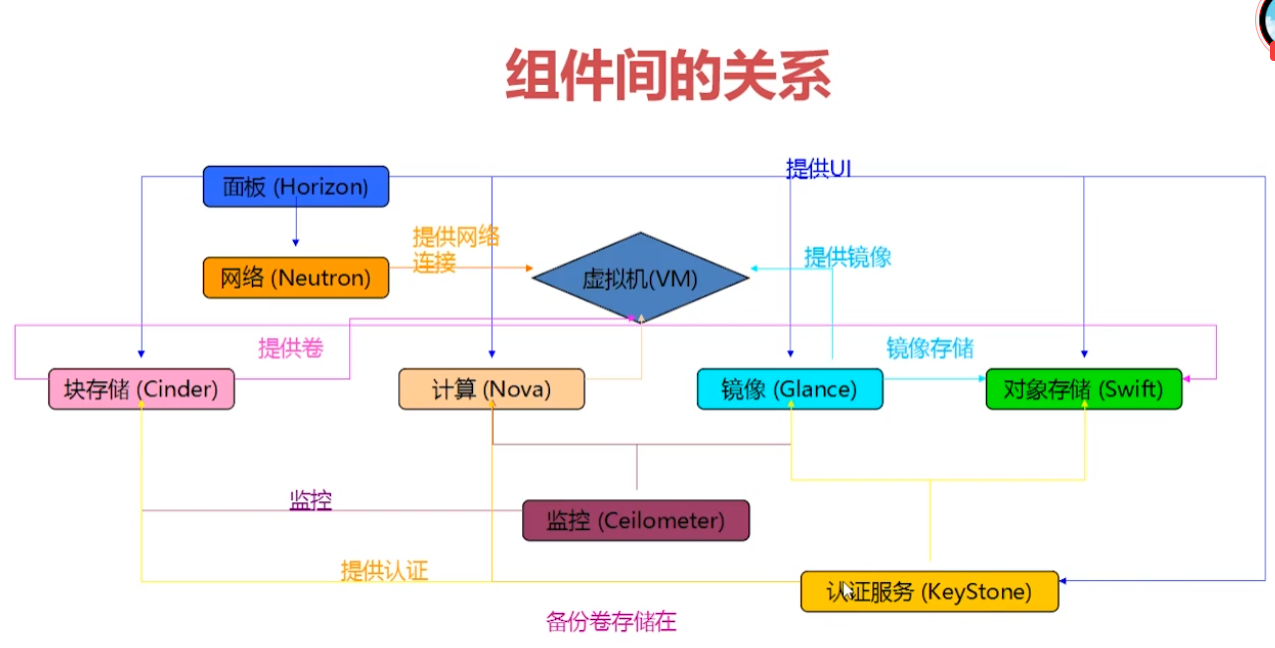 组件间的关系
提供UI
面板 (Horizon)
提供网络
连接
提供镜像
网络 (Neutron)
虚拟机(VM)
提供卷
镜像存储
块存储 (Cinder)
计算 (Nova)
镜像 (Glance)
对象存储 (Swift)
监控
监控 (Ceilometer)
提供认证
认证服务 (KeyStone)
备份卷存储在